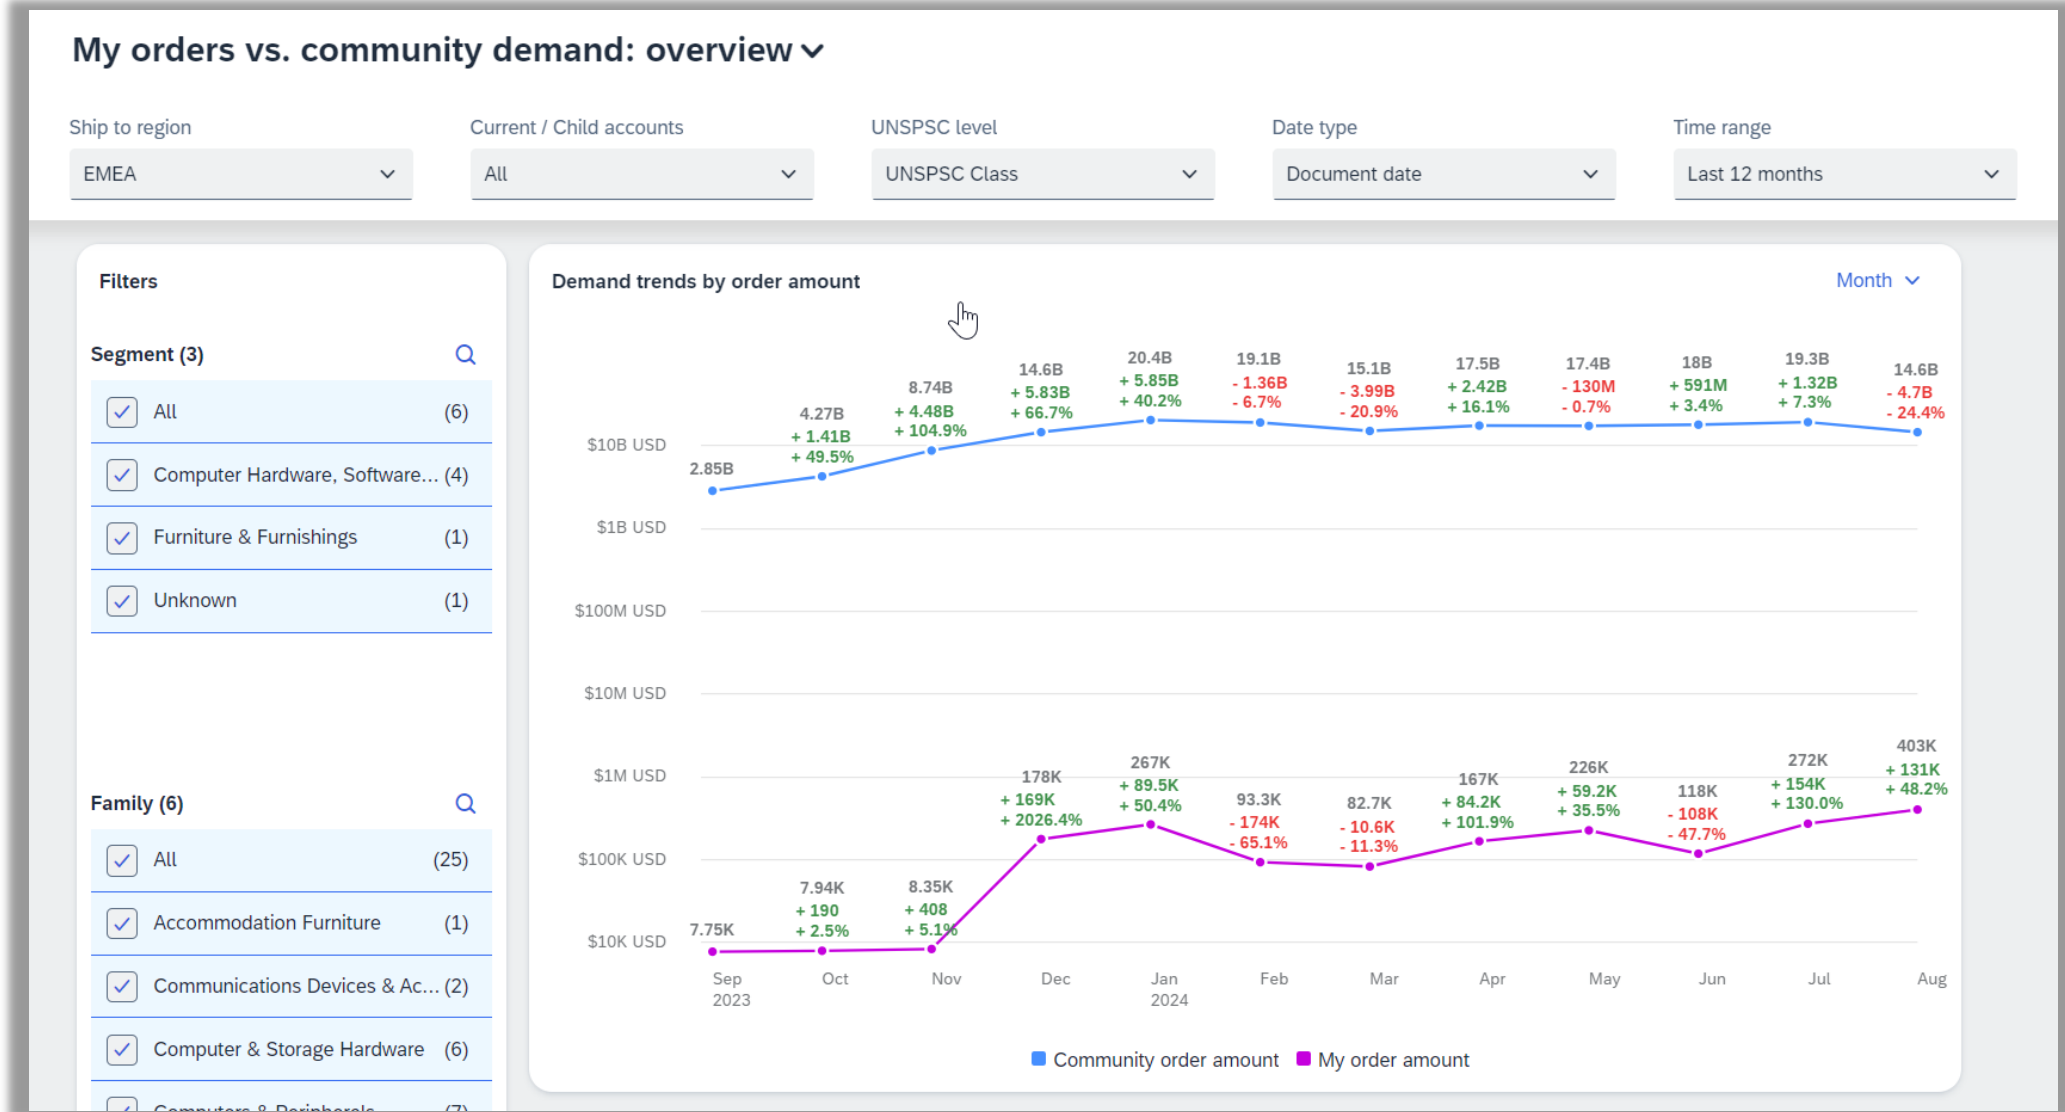 My orders vs. community demand: overview
Ship to region
Current / Child accounts
UNSPSC level
Date type
Time range
EMEA
All
UNSPSC Class
Document date
Last 12 months
Filters
Segment (3)
All (6)
Computer Hardware, Software... (4)
Furniture & Furnishings (1)
Unknown (1)
Family (6)
All (25)
Accommodation Furniture (1)
Communications Devices & Ac... (2)
Computer & Storage Hardware (6)
Computers & Peripherals (7)
Demand trends by order amount
Month
$10B USD
$1B USD
$100M USD
$10M USD
$1M USD
$100K USD
$10K USD
2.85B
4.27B
+ 1.41B
+ 49.5%
8.74B
+ 4.48B
+ 104.9%
14.6B
+ 5.83B
+ 66.7%
20.4B
+ 5.85B
+ 40.2%
19.1B
- 1.36B
- 6.7%
15.1B
- 3.99B
- 20.9%
17.5B
+ 2.42B
+ 16.1%
17.4B
- 130M
- 0.7%
18B
+ 591M
+ 3.4%
19.3B
+ 1.32B
+ 7.3%
14.6B
- 4.7B
- 24.4%
7.75K
7.94K
+ 190
+ 2.5%
8.35K
+ 408
+ 5.1%
178K
+ 169K
+ 2026.4%
267K
+ 89.5K
+ 50.4%
93.3K
- 174K
- 65.1%
82.7K
- 10.6K
- 11.3%
167K
+ 84.2K
+ 101.9%
226K
+ 59.2K
+ 35.5%
118K
- 108K
- 47.7%
272K
+ 154K
+ 130.0%
403K
+ 131K
+ 48.2%
Sep
2023
Oct
Nov
Dec
Jan
2024
Feb
Mar
Apr
May
Jun
Jul
Aug
Community order amount
My order amount